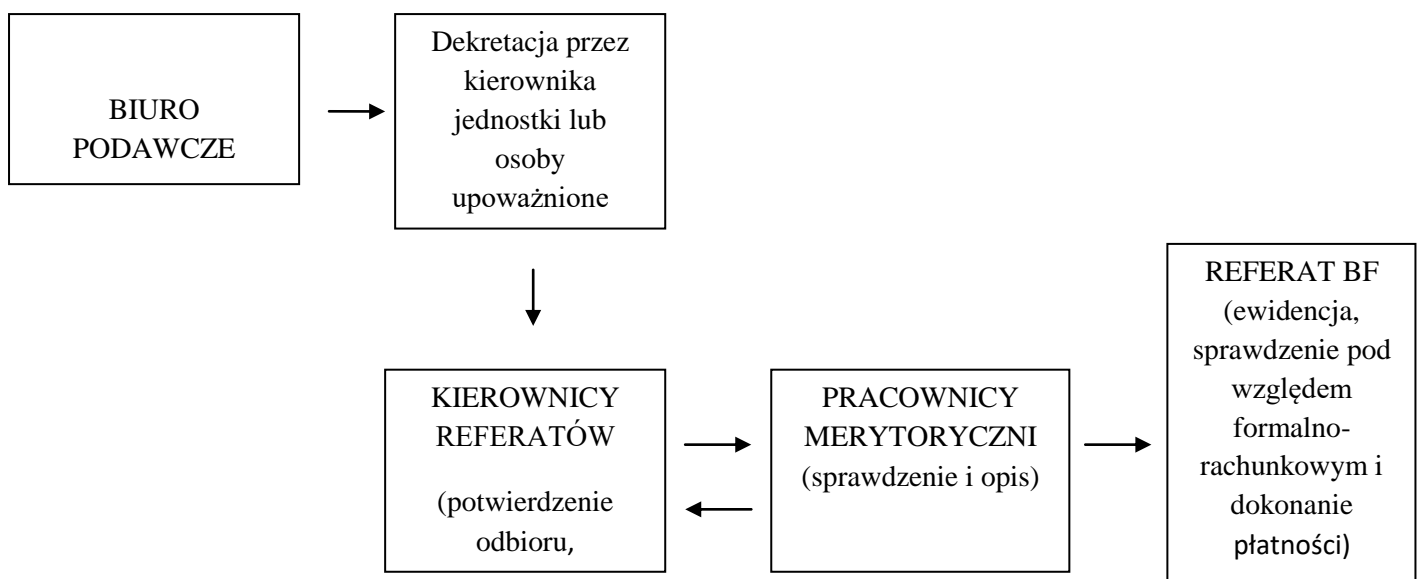 BIURO
PODAWCZE
Dekretacja przez
kierownika
jednostki lub
osoby
upoważnione
KIEROWNICY
REFERATÓW
(potwierdzenie
odbioru,
PRACOWNICY
MERYTORYCZNI
(sprawdzenie i opis)
REFERAT BF
(ewidencja,
sprawdzenie pod
względem
formalno-
rachunkowym i
dokonanie
płatności)